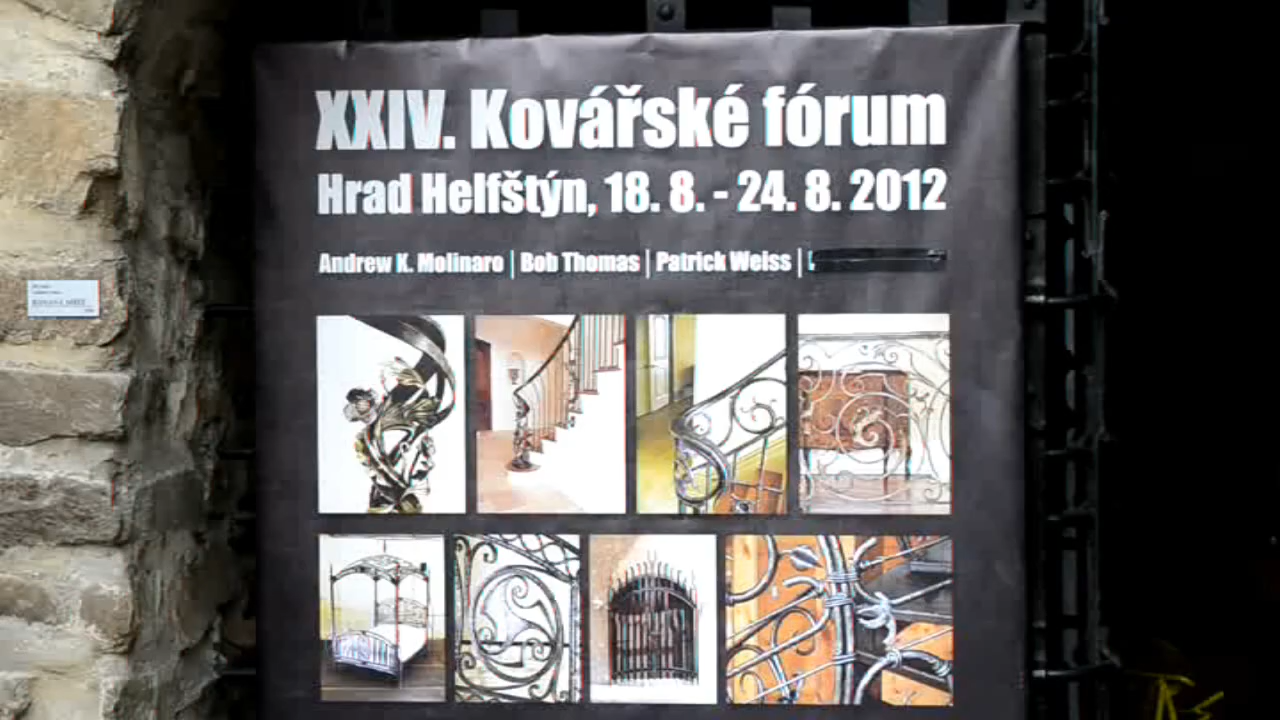 XXIV. Kovářské fórum
Hrad Helfštýn, 18. 8. - 24. 8. 2012
Andrew K. Molinaro | Bob Thomas | Patrick Weiss |